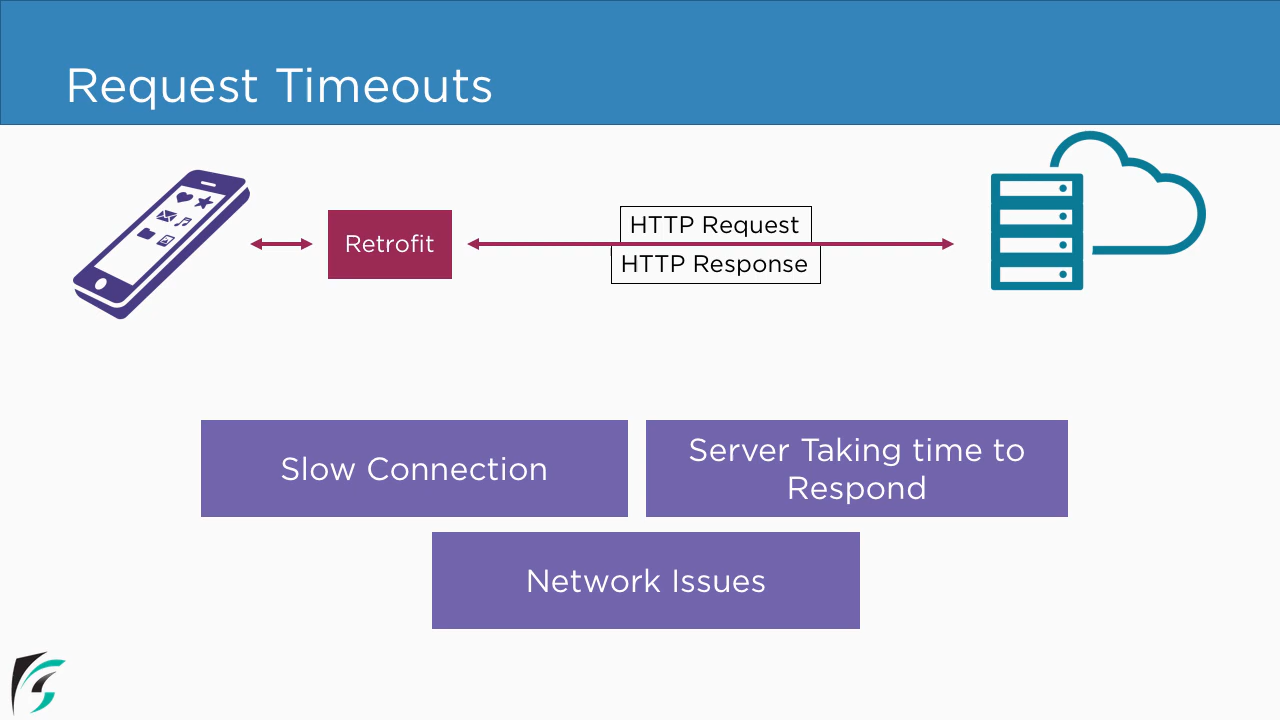 Request Timeouts
Retrofit
HTTP Request
HTTP Response
Slow Connection
Server Taking time to
Respond
Network Issues